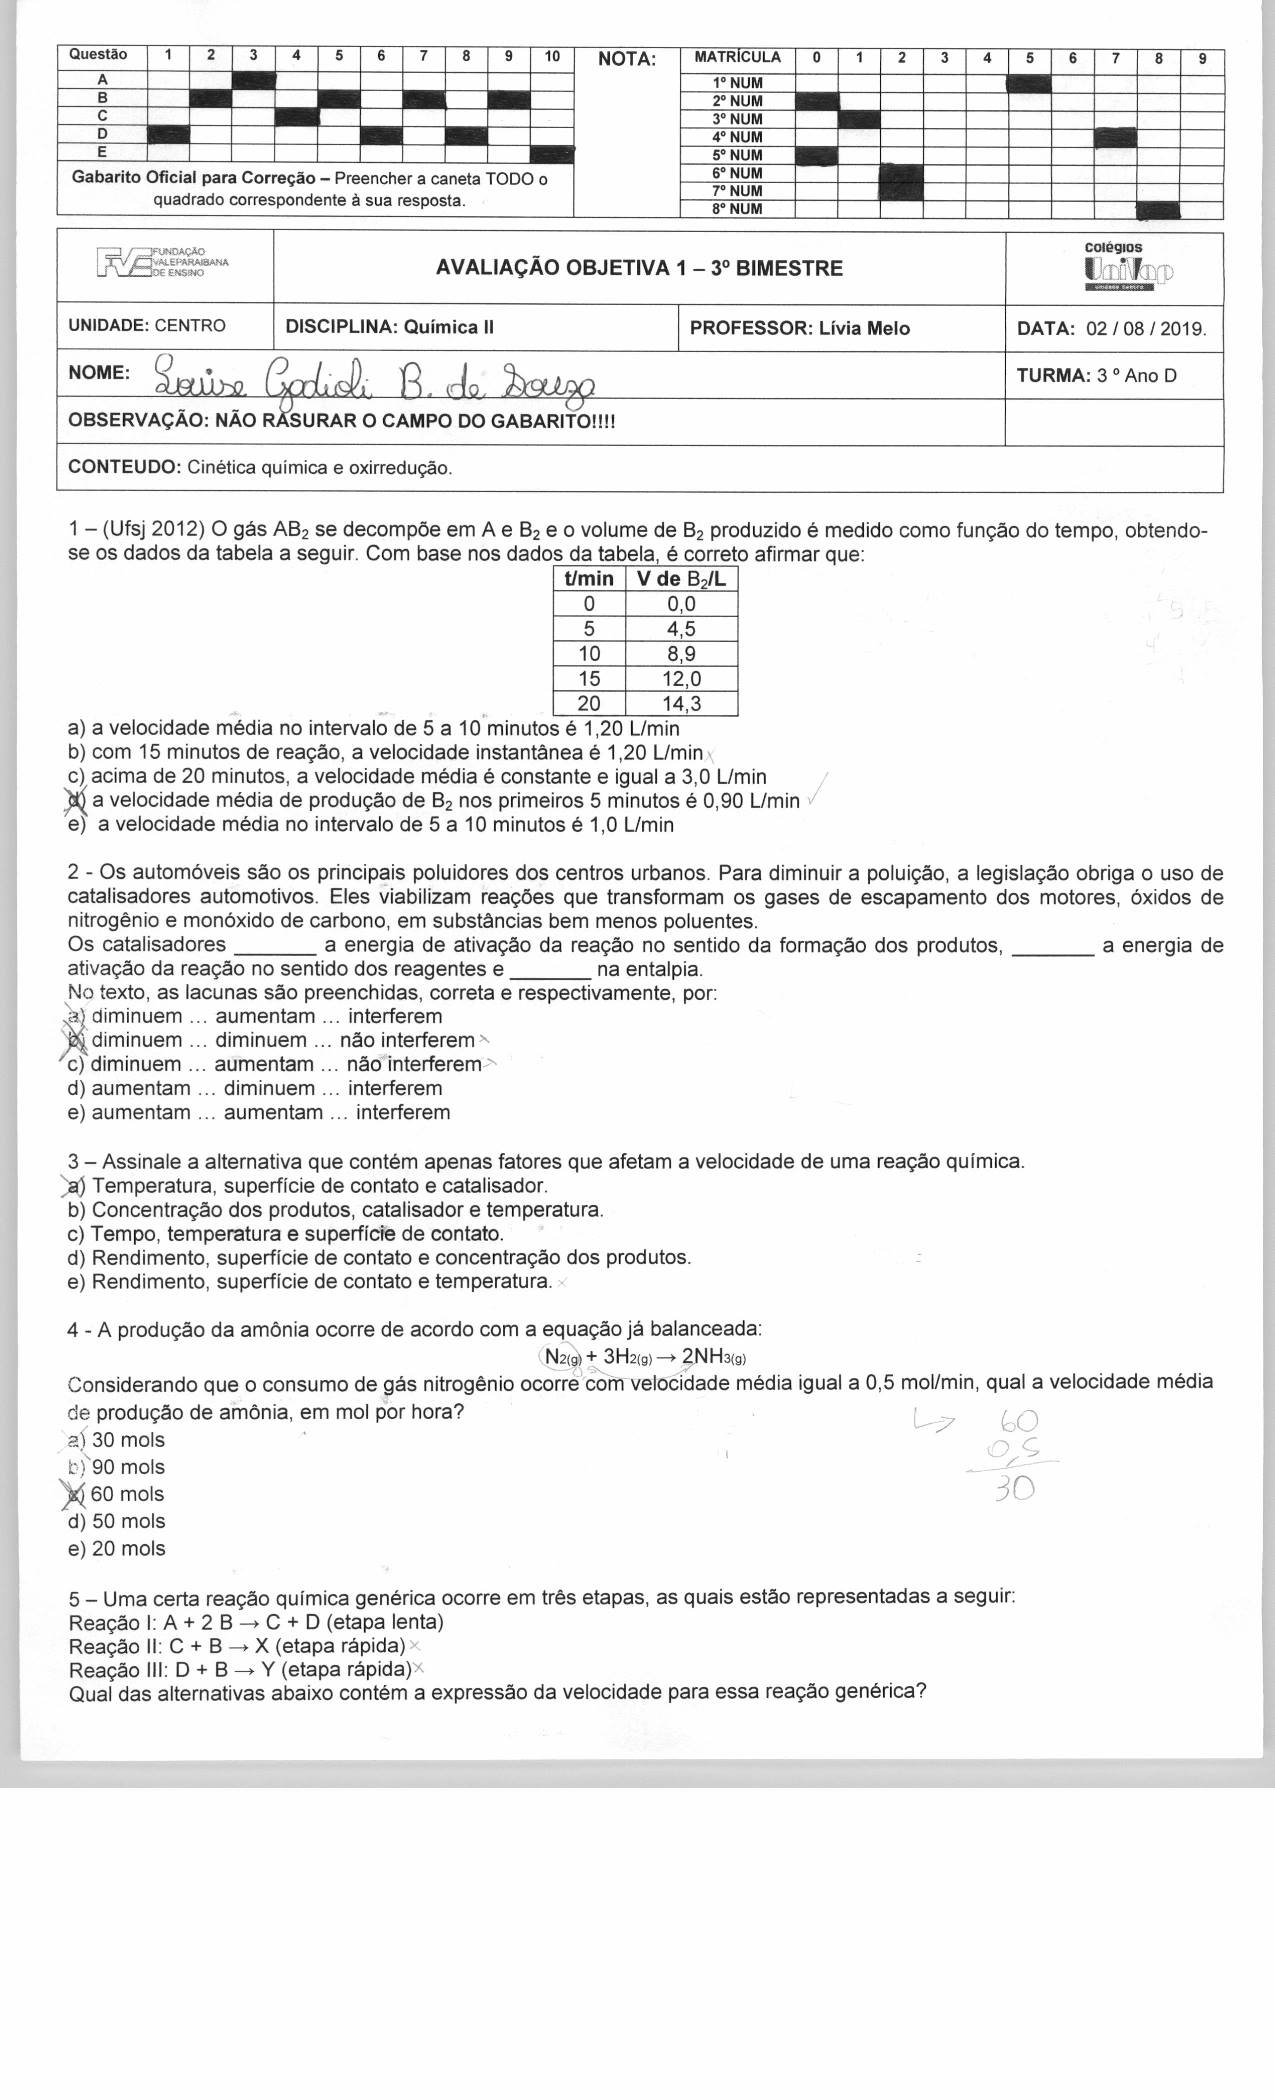 Questão 1 2 3 4 5 6 7 8 9 10 NOTA: MATRÍCULA 0 1 2 3 4 5 6 7 8 9
A 1º NUM
B 2º NUM
C 3º NUM
D 4º NUM
E 5º NUM
Gabarito Oficial para Correção – Preencher a caneta TODO o 6º NUM
quadrado correspondente à sua resposta. 7º NUM
8º NUM
FVE FUNDAÇÃO
VALEPARAIBANA
DE ENSINO
AVALIAÇÃO OBJETIVA 1 – 3º BIMESTRE
Colégios
UniVap
unidade centro
UNIDADE: CENTRO DISCIPLINA: Química II PROFESSOR: Lívia Melo DATA: 02 / 08 / 2019.
NOME: Louise Godioli B. de Souza TURMA: 3 º Ano D
OBSERVAÇÃO: NÃO RASURAR O CAMPO DO GABARITO!!!!
CONTEUDO: Cinética química e oxirredução.
1 – (Ufsj 2012) O gás AB₂ se decompõe em A e B₂ e o volume de B₂ produzido é medido como função do tempo, obtendo-
se os dados da tabela a seguir. Com base nos dados da tabela, é correto afirmar que:
t/min V de B₂/L
0 0,0
5 4,5
10 8,9
15 12,0
20 14,3
a) a velocidade média no intervalo de 5 a 10 minutos é 1,20 L/min
b) com 15 minutos de reação, a velocidade instantânea é 1,20 L/min
c) acima de 20 minutos, a velocidade média é constante e igual a 3,0 L/min
d) a velocidade média de produção de B₂ nos primeiros 5 minutos é 0,90 L/min
e) a velocidade média no intervalo de 5 a 10 minutos é 1,0 L/min
2 - Os automóveis são os principais poluidores dos centros urbanos. Para diminuir a poluição, a legislação obriga o uso de
catalisadores automotivos. Eles viabilizam reações que transformam os gases de escapamento dos motores, óxidos de
nitrogênio e monóxido de carbono, em substâncias bem menos poluentes.
Os catalisadores ________ a energia de ativação da reação no sentido da formação dos produtos, ________ a energia de
ativação da reação no sentido dos reagentes e ________ na entalpia.
No texto, as lacunas são preenchidas, correta e respectivamente, por:
a) diminuem ... aumentam ... interferem
b) diminuem ... diminuem ... não interferem
c) diminuem ... aumentam ... não interferem
d) aumentam ... diminuem ... interferem
e) aumentam ... aumentam ... interferem
3 – Assinale a alternativa que contém apenas fatores que afetam a velocidade de uma reação química.
a) Temperatura, superfície de contato e catalisador.
b) Concentração dos produtos, catalisador e temperatura.
c) Tempo, temperatura e superfície de contato.
d) Rendimento, superfície de contato e concentração dos produtos.
e) Rendimento, superfície de contato e temperatura.
4 - A produção da amônia ocorre de acordo com a equação já balanceada:
N2(g) + 3H2(g) → 2NH3(g)
0,5
Considerando que o consumo de gás nitrogênio ocorre com velocidade média igual a 0,5 mol/min, qual a velocidade média
de produção de amônia, em mol por hora?
60
0,5
30
a) 30 mols
b) 90 mols
c) 60 mols
d) 50 mols
e) 20 mols
5 – Uma certa reação química genérica ocorre em três etapas, as quais estão representadas a seguir:
Reação I: A + 2 B → C + D (etapa lenta)
Reação II: C + B → X (etapa rápida)
Reação III: D + B → Y (etapa rápida)
Qual das alternativas abaixo contém a expressão da velocidade para essa reação genérica?